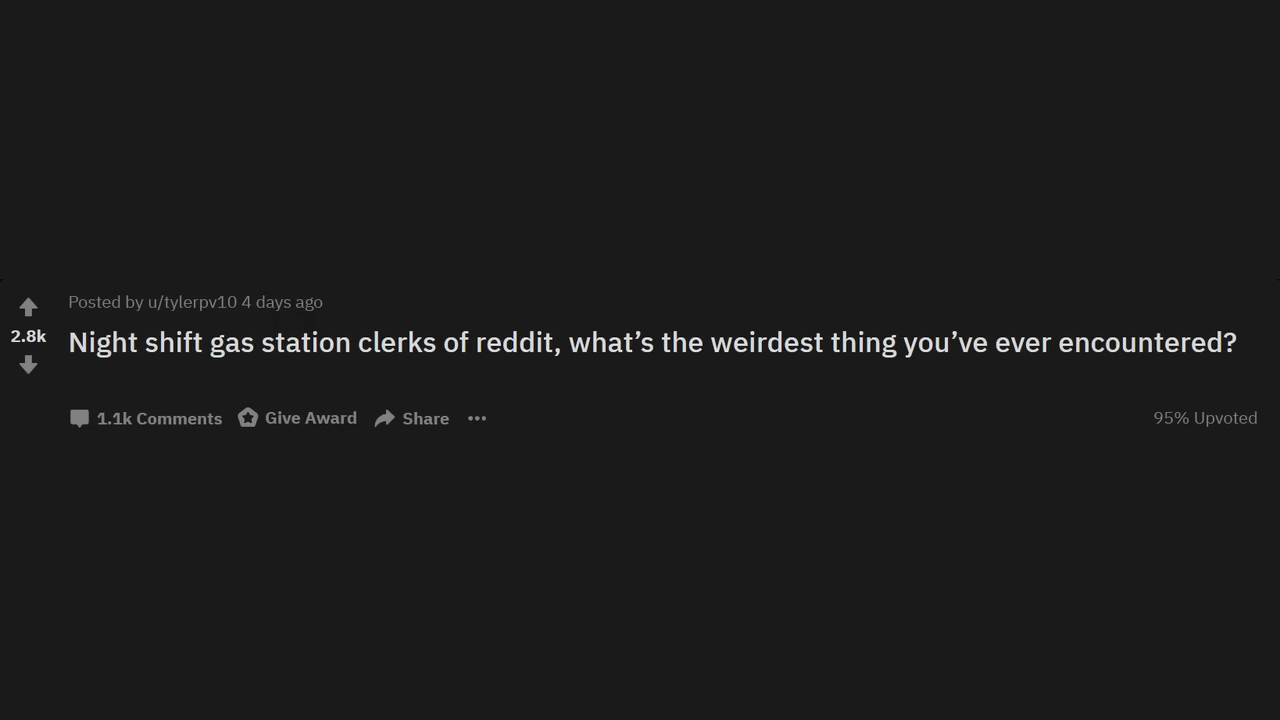 Posted by u/tylerpv10 4 days ago
2.8k
Night shift gas station clerks of reddit, what’s the weirdest thing you’ve ever encountered?
1.1k Comments Give Award Share ••• 95% Upvoted